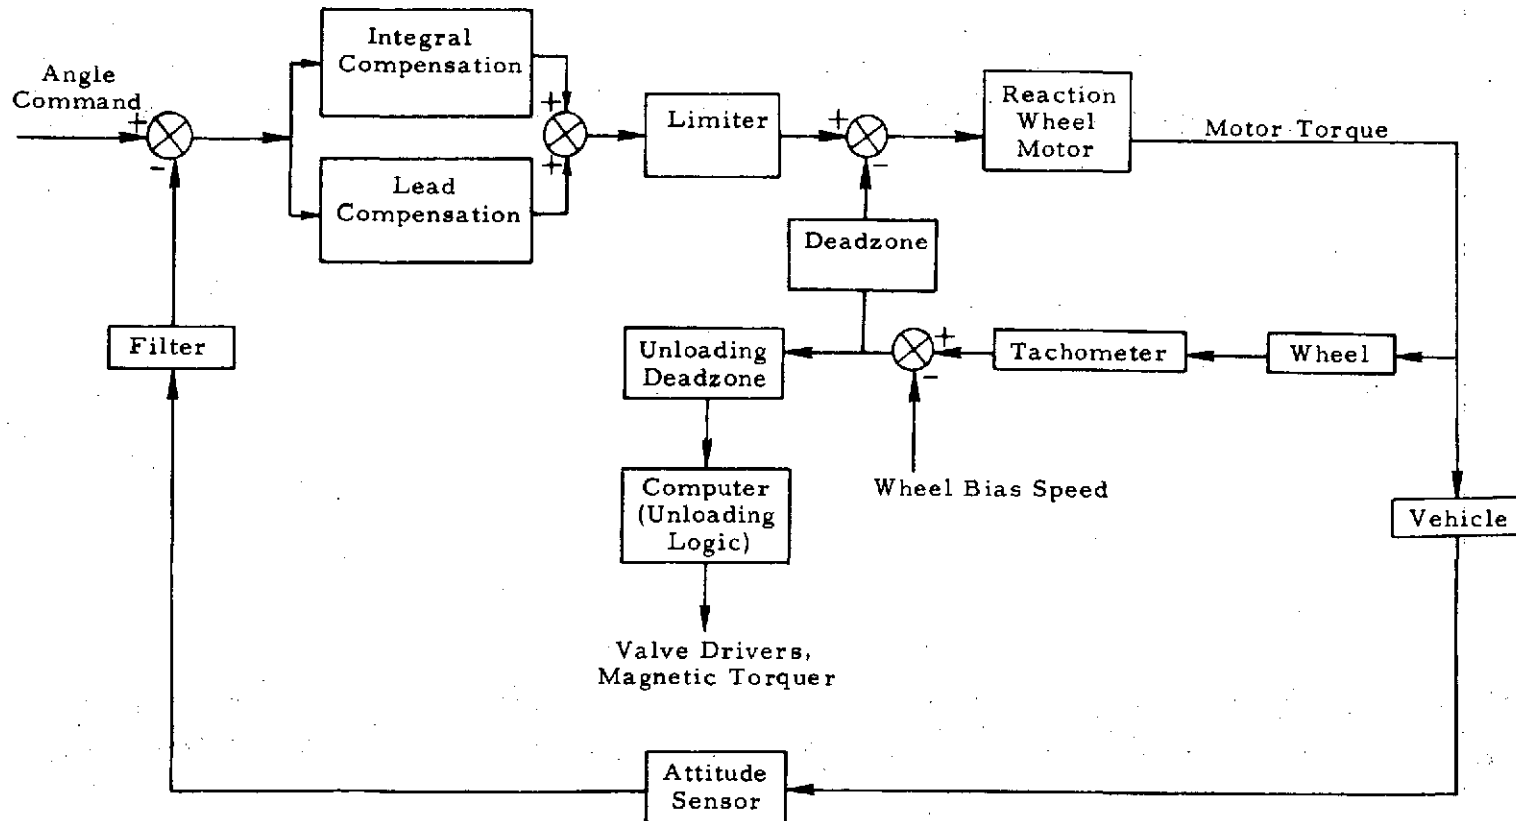 Integral
Compensation
Angle
Command
+
-
+
+
Lead
Compensation
Limiter
+
-
Reaction
Wheel
Motor
Motor Torque
Deadzone
Filter
Unloading
Deadzone
+
-
Tachometer
Wheel
Computer
(Unloading
Logic)
Wheel Bias Speed
Vehicle
Valve Drivers,
Magnetic Torquer
Attitude
Sensor